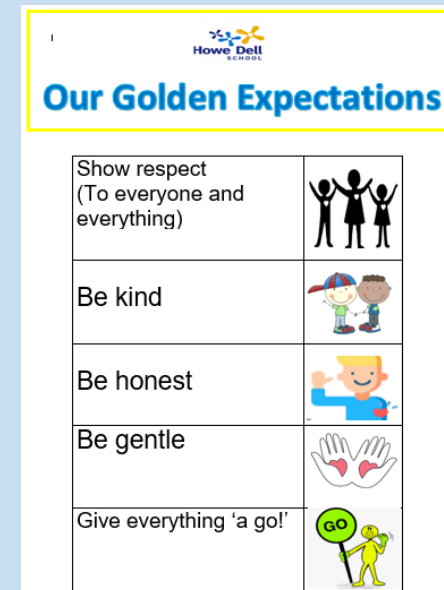 Howe Dell
SCHOOL
Our Golden Expectations
Show respect
(To everyone and
everything)
Be kind
Be honest
Be gentle
Give everything ‘a go!’
GO